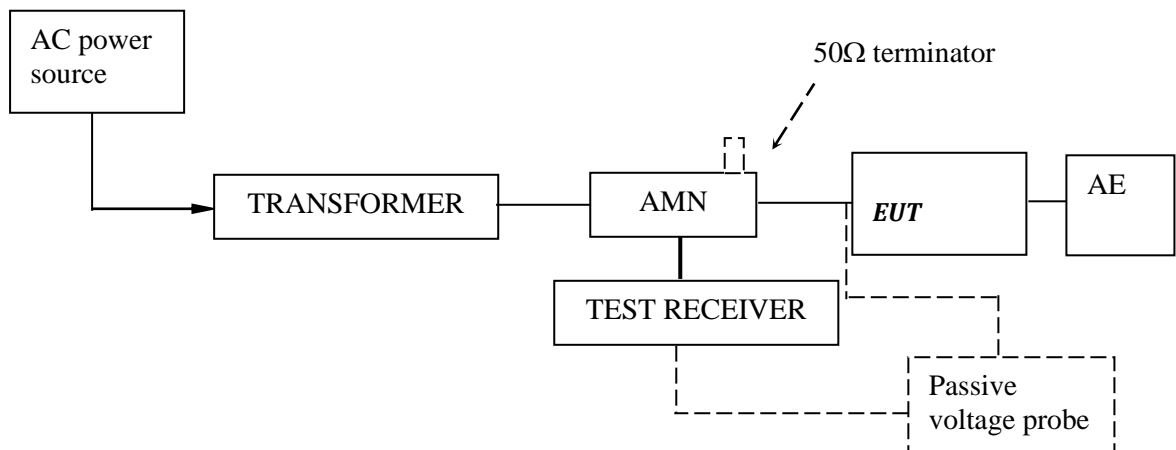 AC power
source
50Ω terminator
TRANSFORMER
AMN
EUT
AE
TEST RECEIVER
Passive
voltage probe